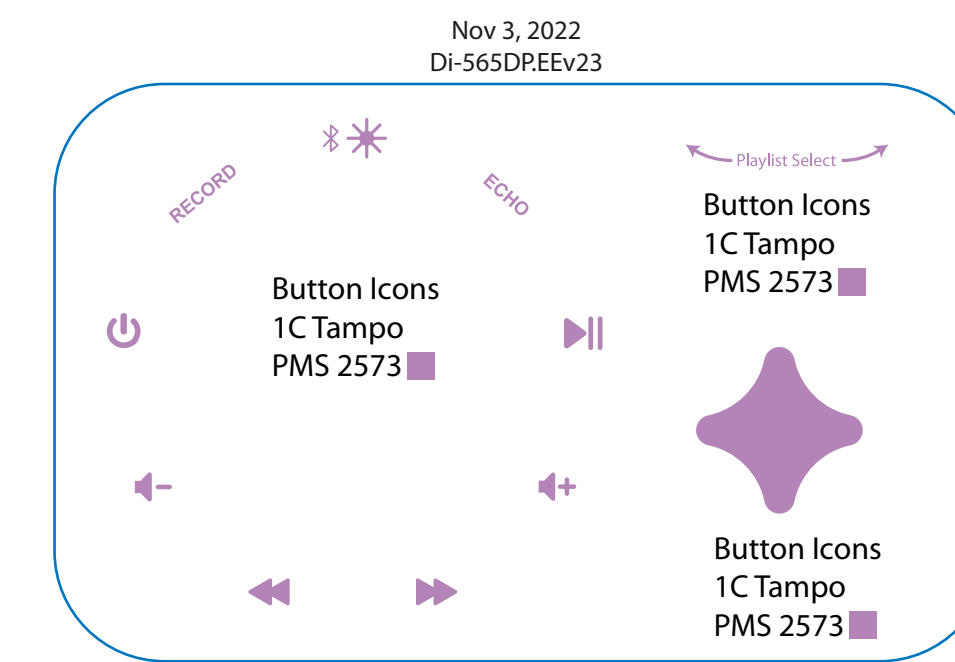 Nov 3, 2022
Di-565DP.EEv23
RECORD
ECHO
Playlist Select
Button Icons
1C Tampo
PMS 2573
Button Icons
1C Tampo
PMS 2573
Button Icons
1C Tampo
PMS 2573